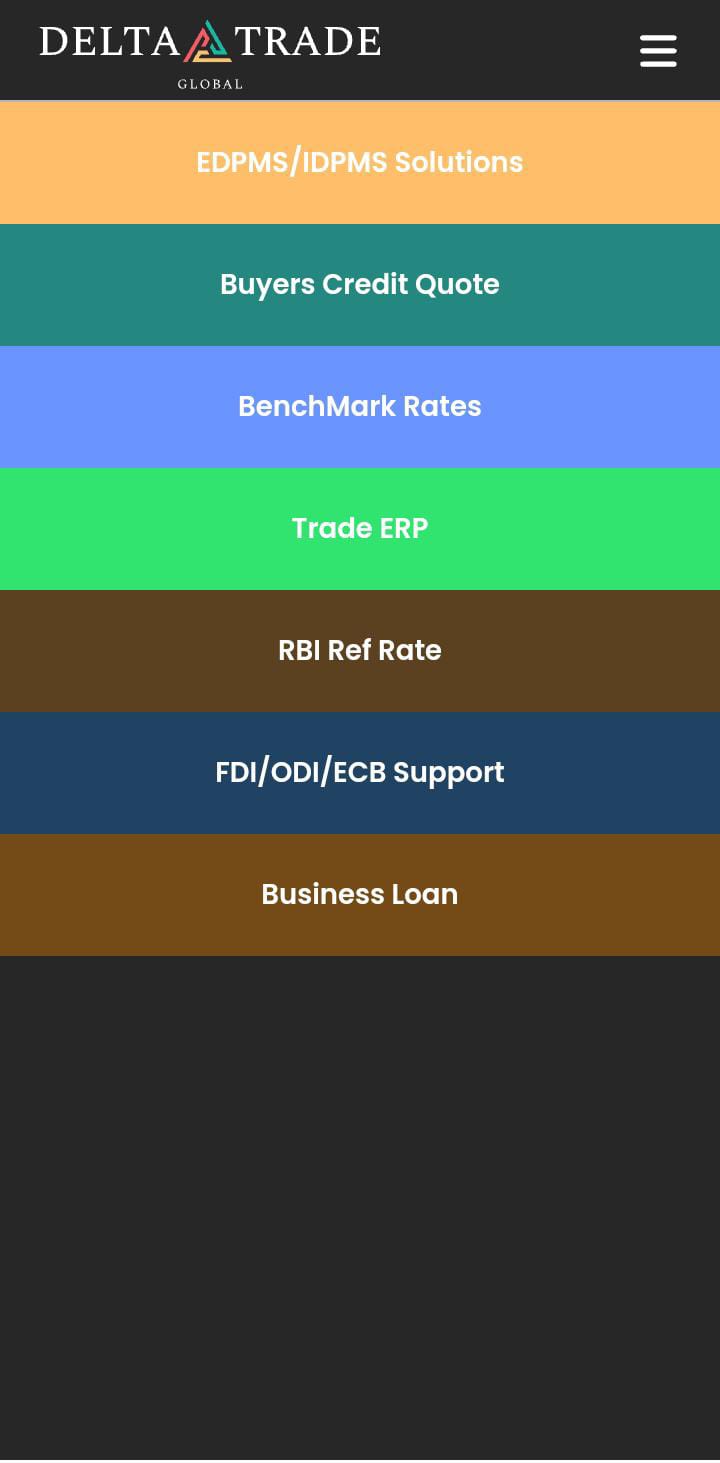 DELTA TRADE
GLOBAL
EDPMS/IDPMS Solutions
Buyers Credit Quote
BenchMark Rates
Trade ERP
RBI Ref Rate
FDI/ODI/ECB Support
Business Loan